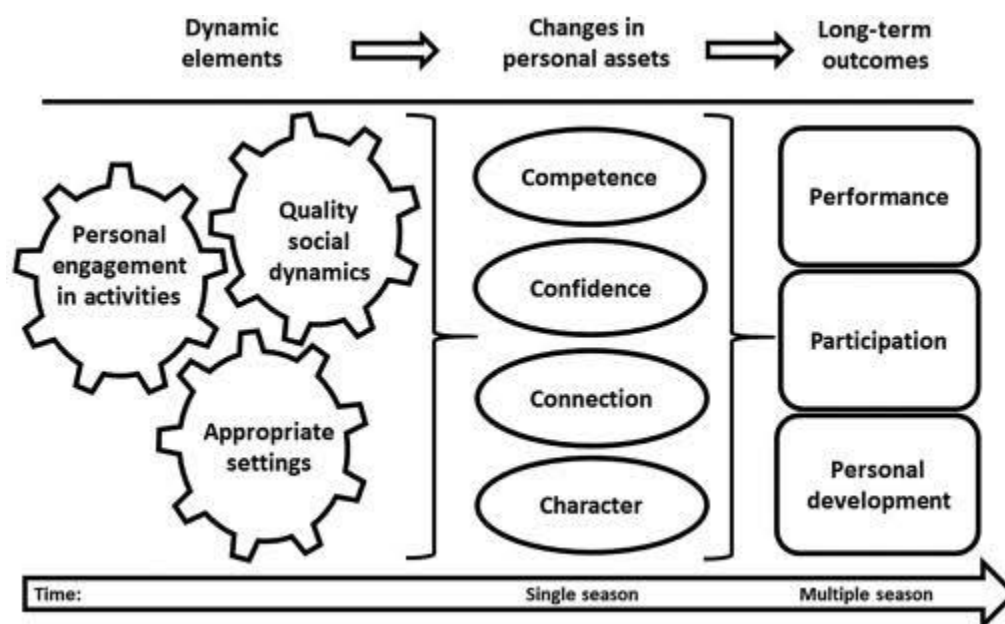 Dynamic
elements
Changes in
personal assets
Long-term
outcomes
Personal
engagement
in activities
Quality
social
dynamics
Appropriate
settings
Competence
Confidence
Connection
Character
Performance
Participation
Personal
development
Time:
Single season
Multiple season